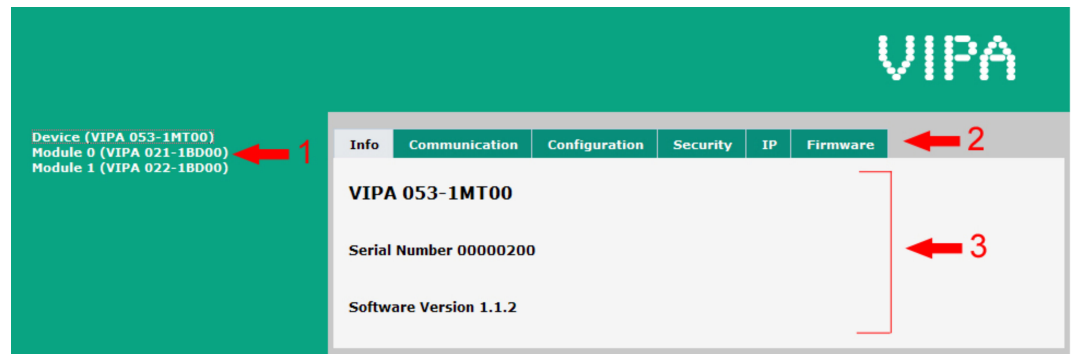 VIPA
Device (VIPA 053-1MT00)
Module 0 (VIPA 021-1BD00)
Module 1 (VIPA 022-1BD00)
1
Info Communication Configuration Security IP Firmware
2
VIPA 053-1MT00
Serial Number 00000200
3
Software Version 1.1.2